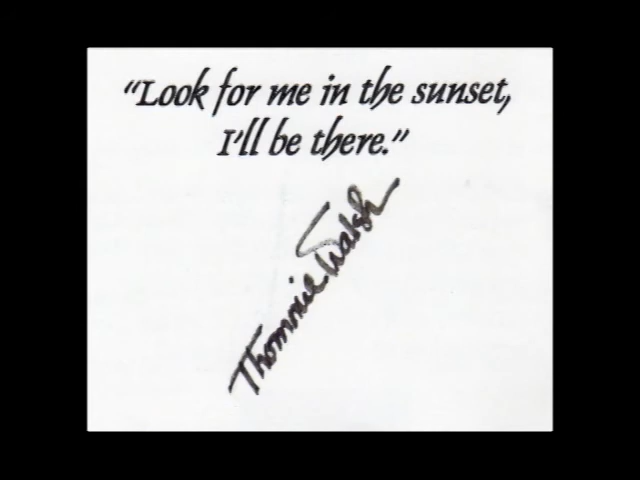 “Look for me in the sunset,
I’ll be there.”
Thommie Walsh